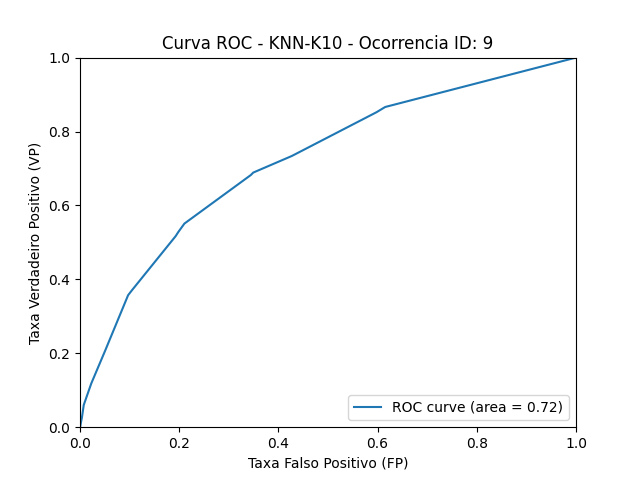 Curva ROC - KNN-K10 - Ocorrencia ID: 9
1.0
0.8
0.6
0.4
0.2
0.0
Taxa Verdadeiro Positivo (VP)
ROC curve (area = 0.72)
0.0 0.2 0.4 0.6 0.8 1.0
Taxa Falso Positivo (FP)